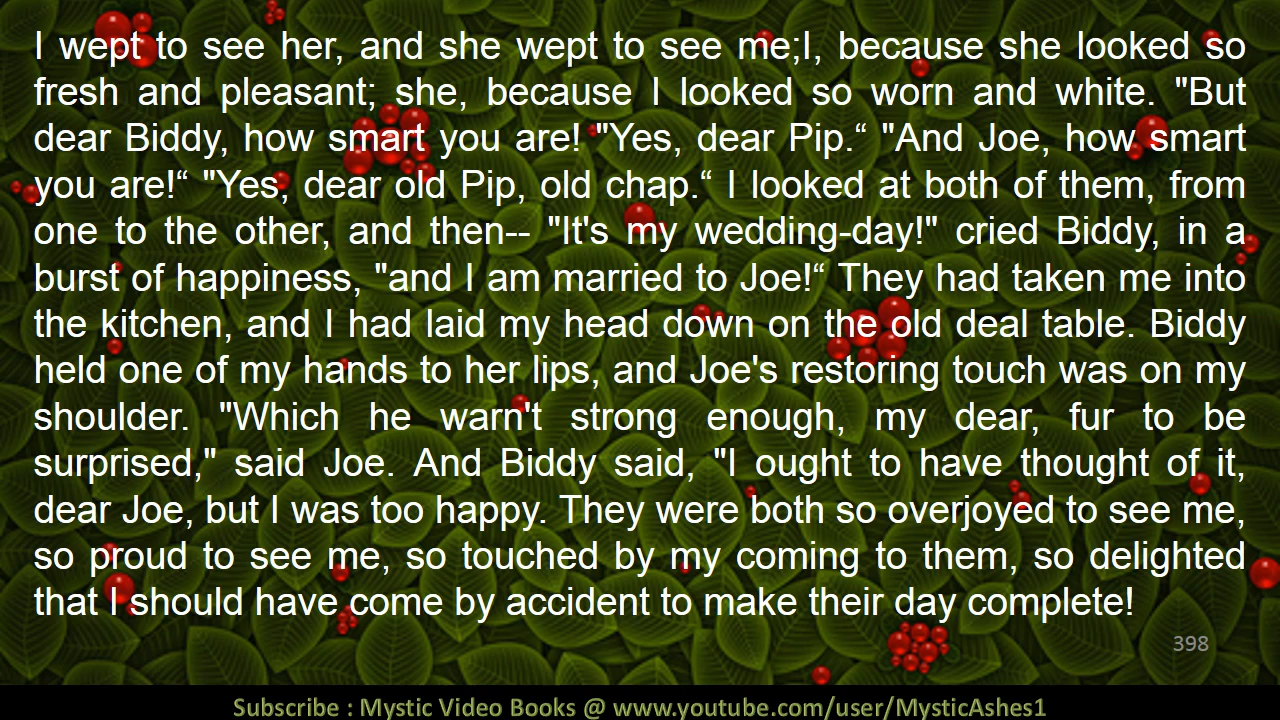 I wept to see her, and she wept to see me;I, because she looked so
fresh and pleasant; she, because I looked so worn and white. "But
dear Biddy, how smart you are! "Yes, dear Pip.“ "And Joe, how smart
you are!“ "Yes, dear old Pip, old chap.“ I looked at both of them, from
one to the other, and then-- "It's my wedding-day!" cried Biddy, in a
burst of happiness, "and I am married to Joe!“ They had taken me into
the kitchen, and I had laid my head down on the old deal table. Biddy
held one of my hands to her lips, and Joe's restoring touch was on my
shoulder. "Which he warn't strong enough, my dear, fur to be
surprised," said Joe. And Biddy said, "I ought to have thought of it,
dear Joe, but I was too happy. They were both so overjoyed to see me,
so proud to see me, so touched by my coming to them, so delighted
that I should have come by accident to make their day complete!
398
Subscribe : Mystic Video Books @ www.youtube.com/user/MysticAshes1